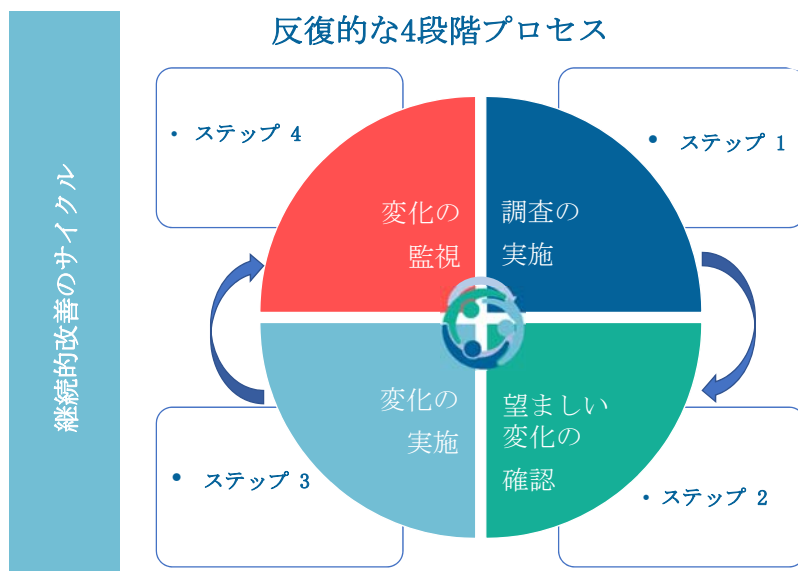 反復的な4段階プロセス
継続的改善のサイクル
• ステップ 4
• ステップ 1
変化の
監視
調査の
実施
変化の
実施
望ましい
変化の
確認
• ステップ 3
• ステップ 2